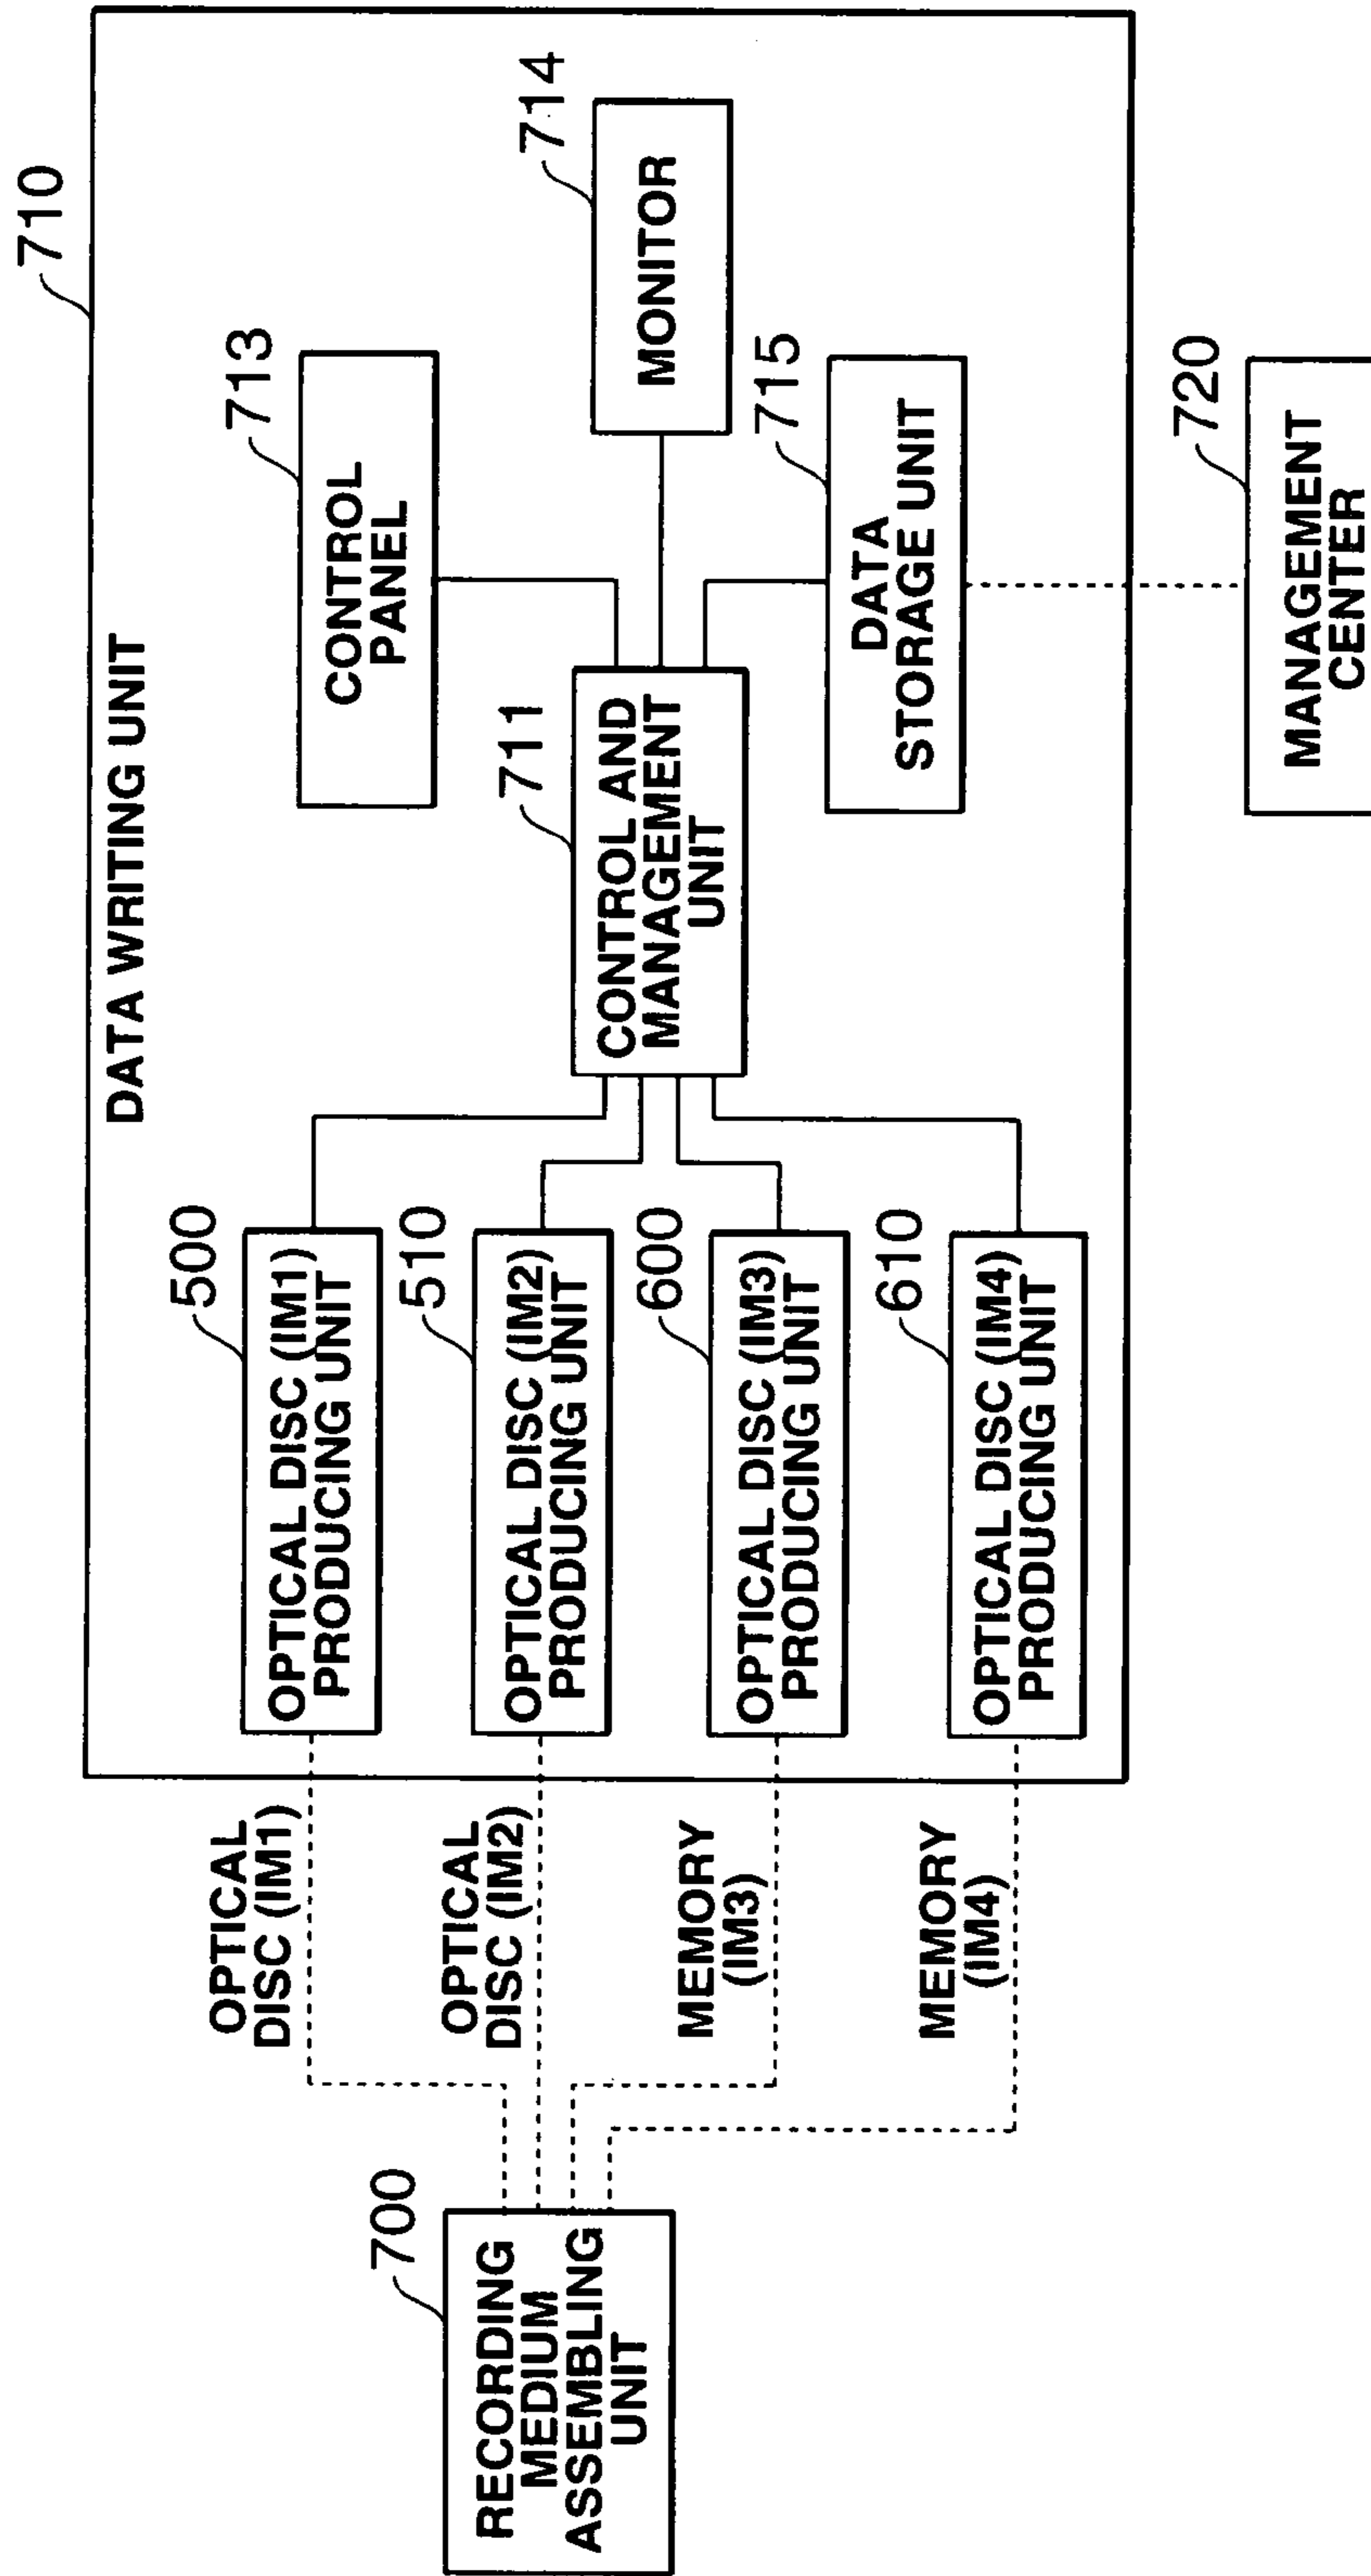 710
DATA WRITING UNIT
500
OPTICAL DISC (IM1)
PRODUCING UNIT
510
OPTICAL DISC (IM2)
PRODUCING UNIT
600
OPTICAL DISC (IM3)
PRODUCING UNIT
610
OPTICAL DISC (IM4)
PRODUCING UNIT
711
CONTROL AND
MANAGEMENT
UNIT
713
CONTROL
PANEL
714
MONITOR
715
DATA
STORAGE UNIT
720
MANAGEMENT
CENTER
OPTICAL
DISC (IM1)
OPTICAL
DISC (IM2)
MEMORY
(IM3)
MEMORY
(IM4)
700
RECORDING
MEDIUM
ASSEMBLING
UNIT